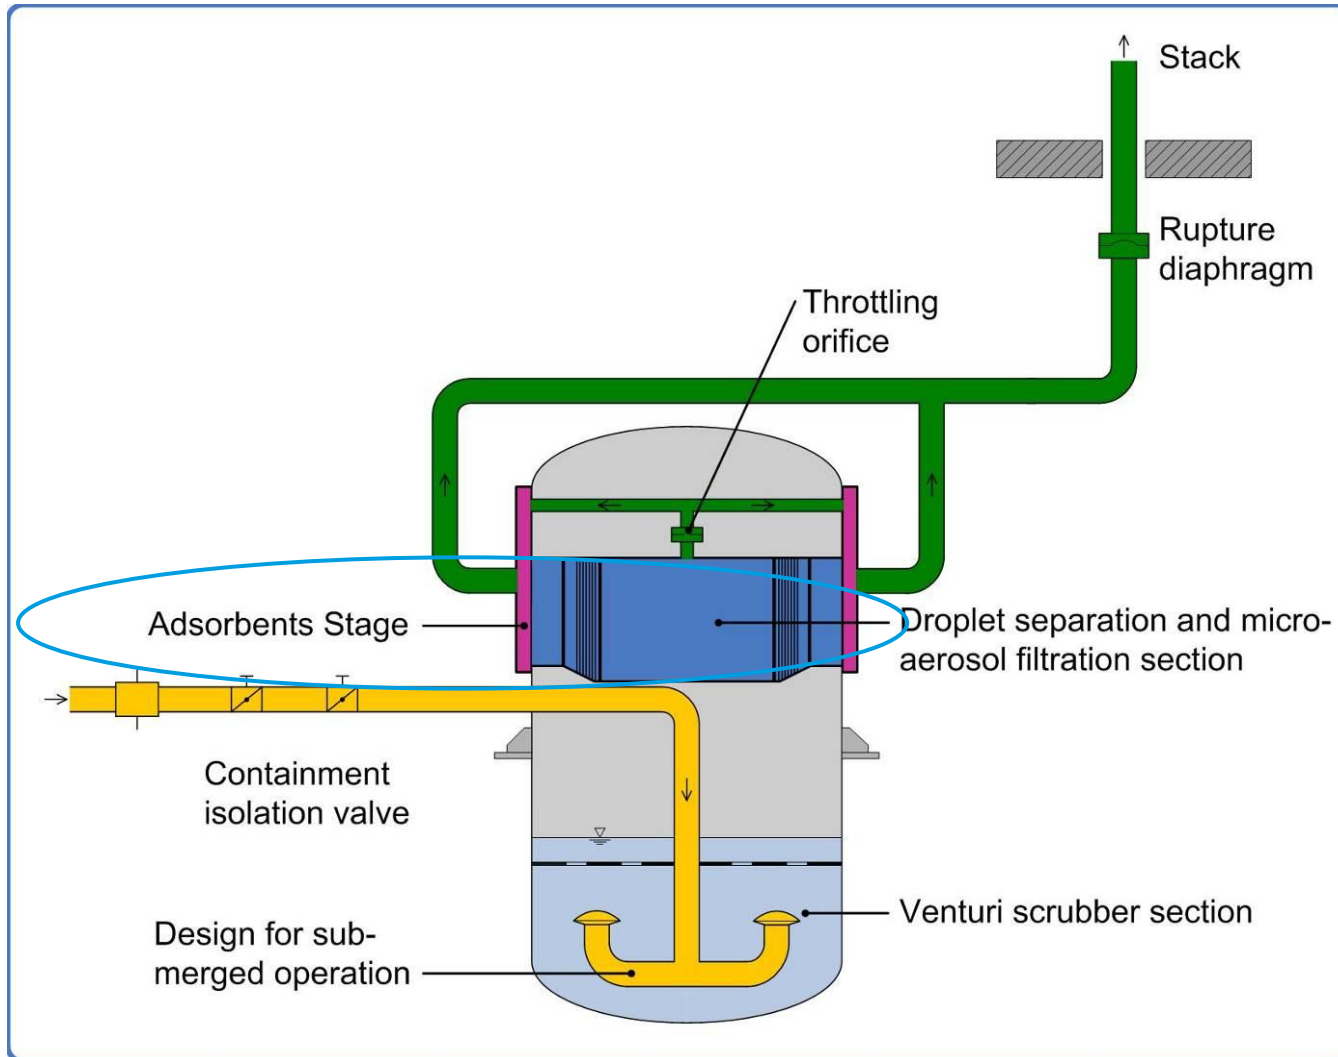 Stack
Rupture
diaphragm
Throttling
orifice
Adsorbents Stage
Droplet separation and micro-
aerosol filtration section
Containment
isolation valve
Venturi scrubber section
Design for sub-
merged operation